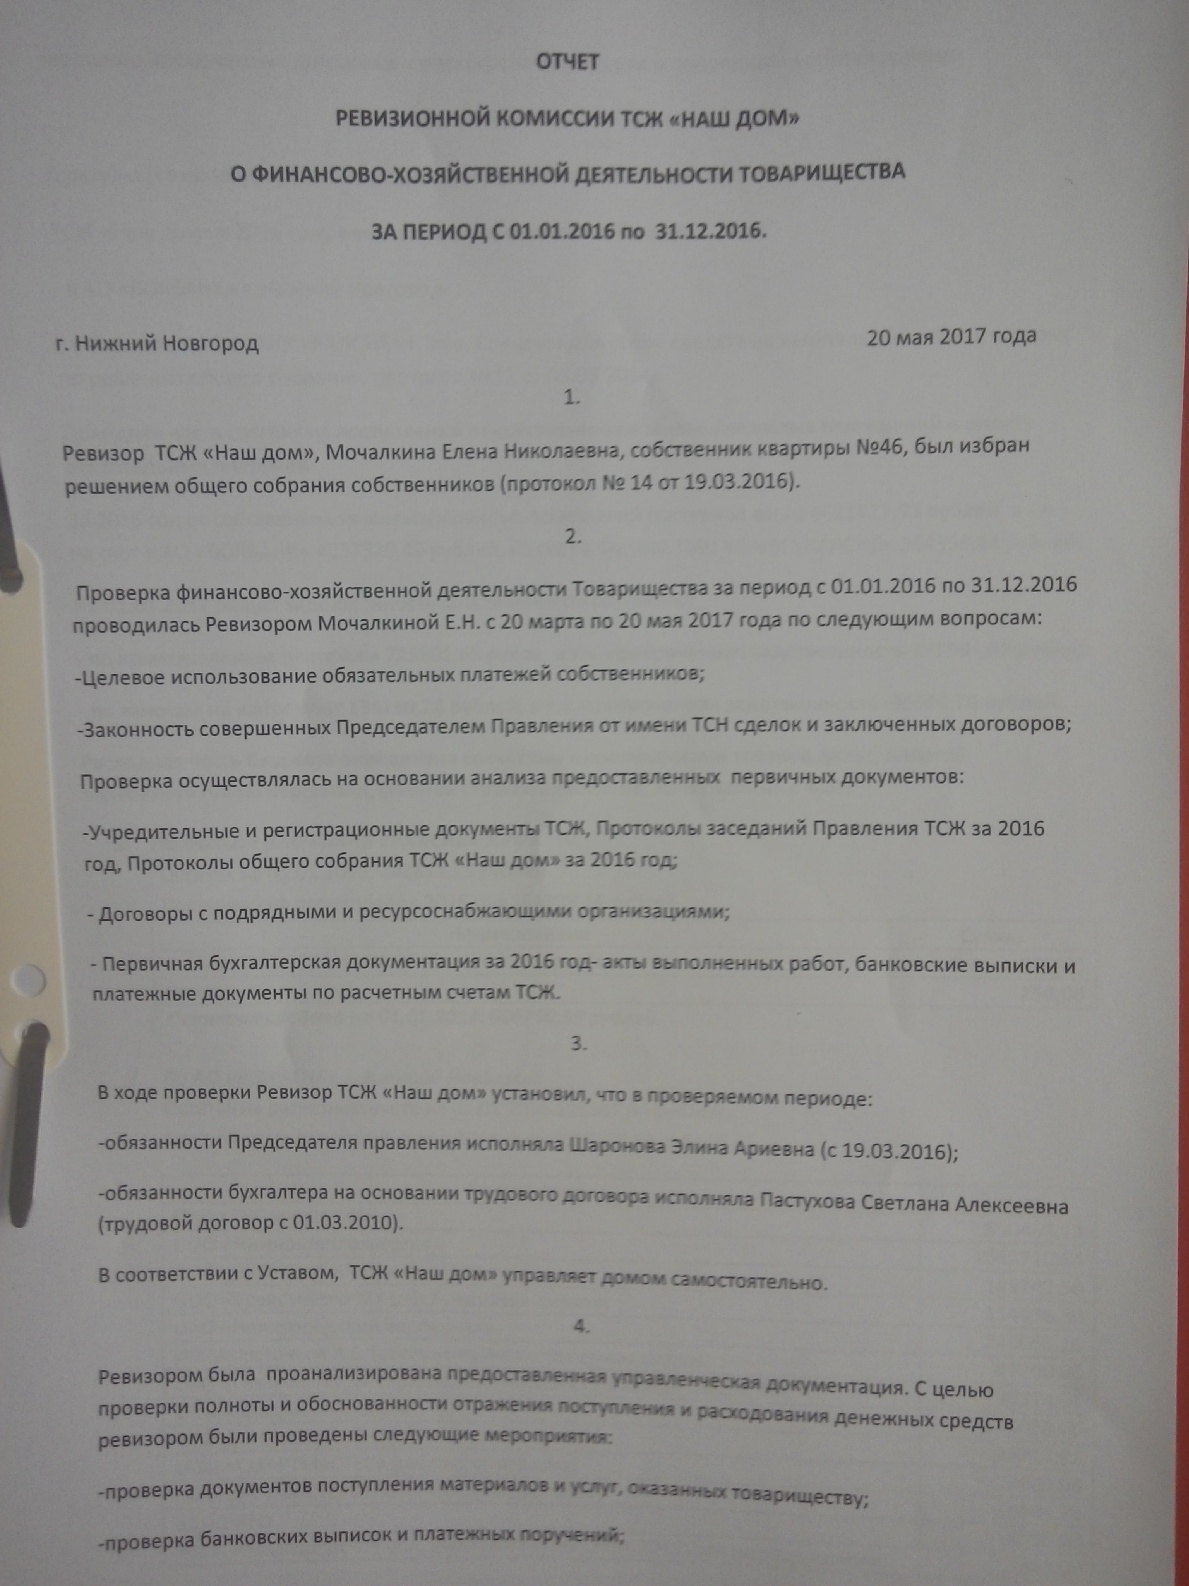 ОТЧЕТ
РЕВИЗИОННОЙ КОМИССИИ ТСЖ «НАШ ДОМ»
О ФИНАНСОВО-ХОЗЯЙСТВЕННОЙ ДЕЯТЕЛЬНОСТИ ТОВАРИЩЕСТВА
ЗА ПЕРИОД С 01.01.2016 по 31.12.2016.
г. Нижний Новгород 20 мая 2017 года
1.
Ревизор ТСЖ «Наш дом», Мочалкина Елена Николаевна, собственник квартиры №46, был избран
решением общего собрания собственников (протокол № 14 от 19.03.2016).
2.
Проверка финансово-хозяйственной деятельности Товарищества за период с 01.01.2016 по 31.12.2016
проводилась Ревизором Мочалкиной Е.Н. с 20 марта по 20 мая 2017 года по следующим вопросам:
-Целевое использование обязательных платежей собственников;
-Законность совершенных Председателем Правления от имени ТСН сделок и заключенных договоров;
Проверка осуществлялась на основании анализа предоставленных первичных документов:
-Учредительные и регистрационные документы ТСЖ, Протоколы заседаний Правления ТСЖ за 2016
год, Протоколы общего собрания ТСЖ «Наш дом» за 2016 год;
- Договоры с подрядными и ресурсоснабжающими организациями;
- Первичная бухгалтерская документация за 2016 год- акты выполненных работ, банковские выписки и
платежные документы по расчетным счетам ТСЖ.
3.
В ходе проверки Ревизор ТСЖ «Наш дом» установил, что в проверяемом периоде:
-обязанности Председателя правления исполняла Шаронова Элина Ариевна (с 19.03.2016);
-обязанности бухгалтера на основании трудового договора исполняла Пастухова Светлана Алексеевна
(трудовой договор с 01.03.2010).
В соответствии с Уставом, ТСЖ «Наш дом» управляет домом самостоятельно.
4.
Ревизором была проанализирована предоставленная управленческая документация. С целью
проверки полноты и обоснованности отражения поступления и расходования денежных средств
ревизором были проведены следующие мероприятия:
-проверка документов поступления материалов и услуг, оказанных товариществу;
-проверка банковских выписок и платежных поручений;